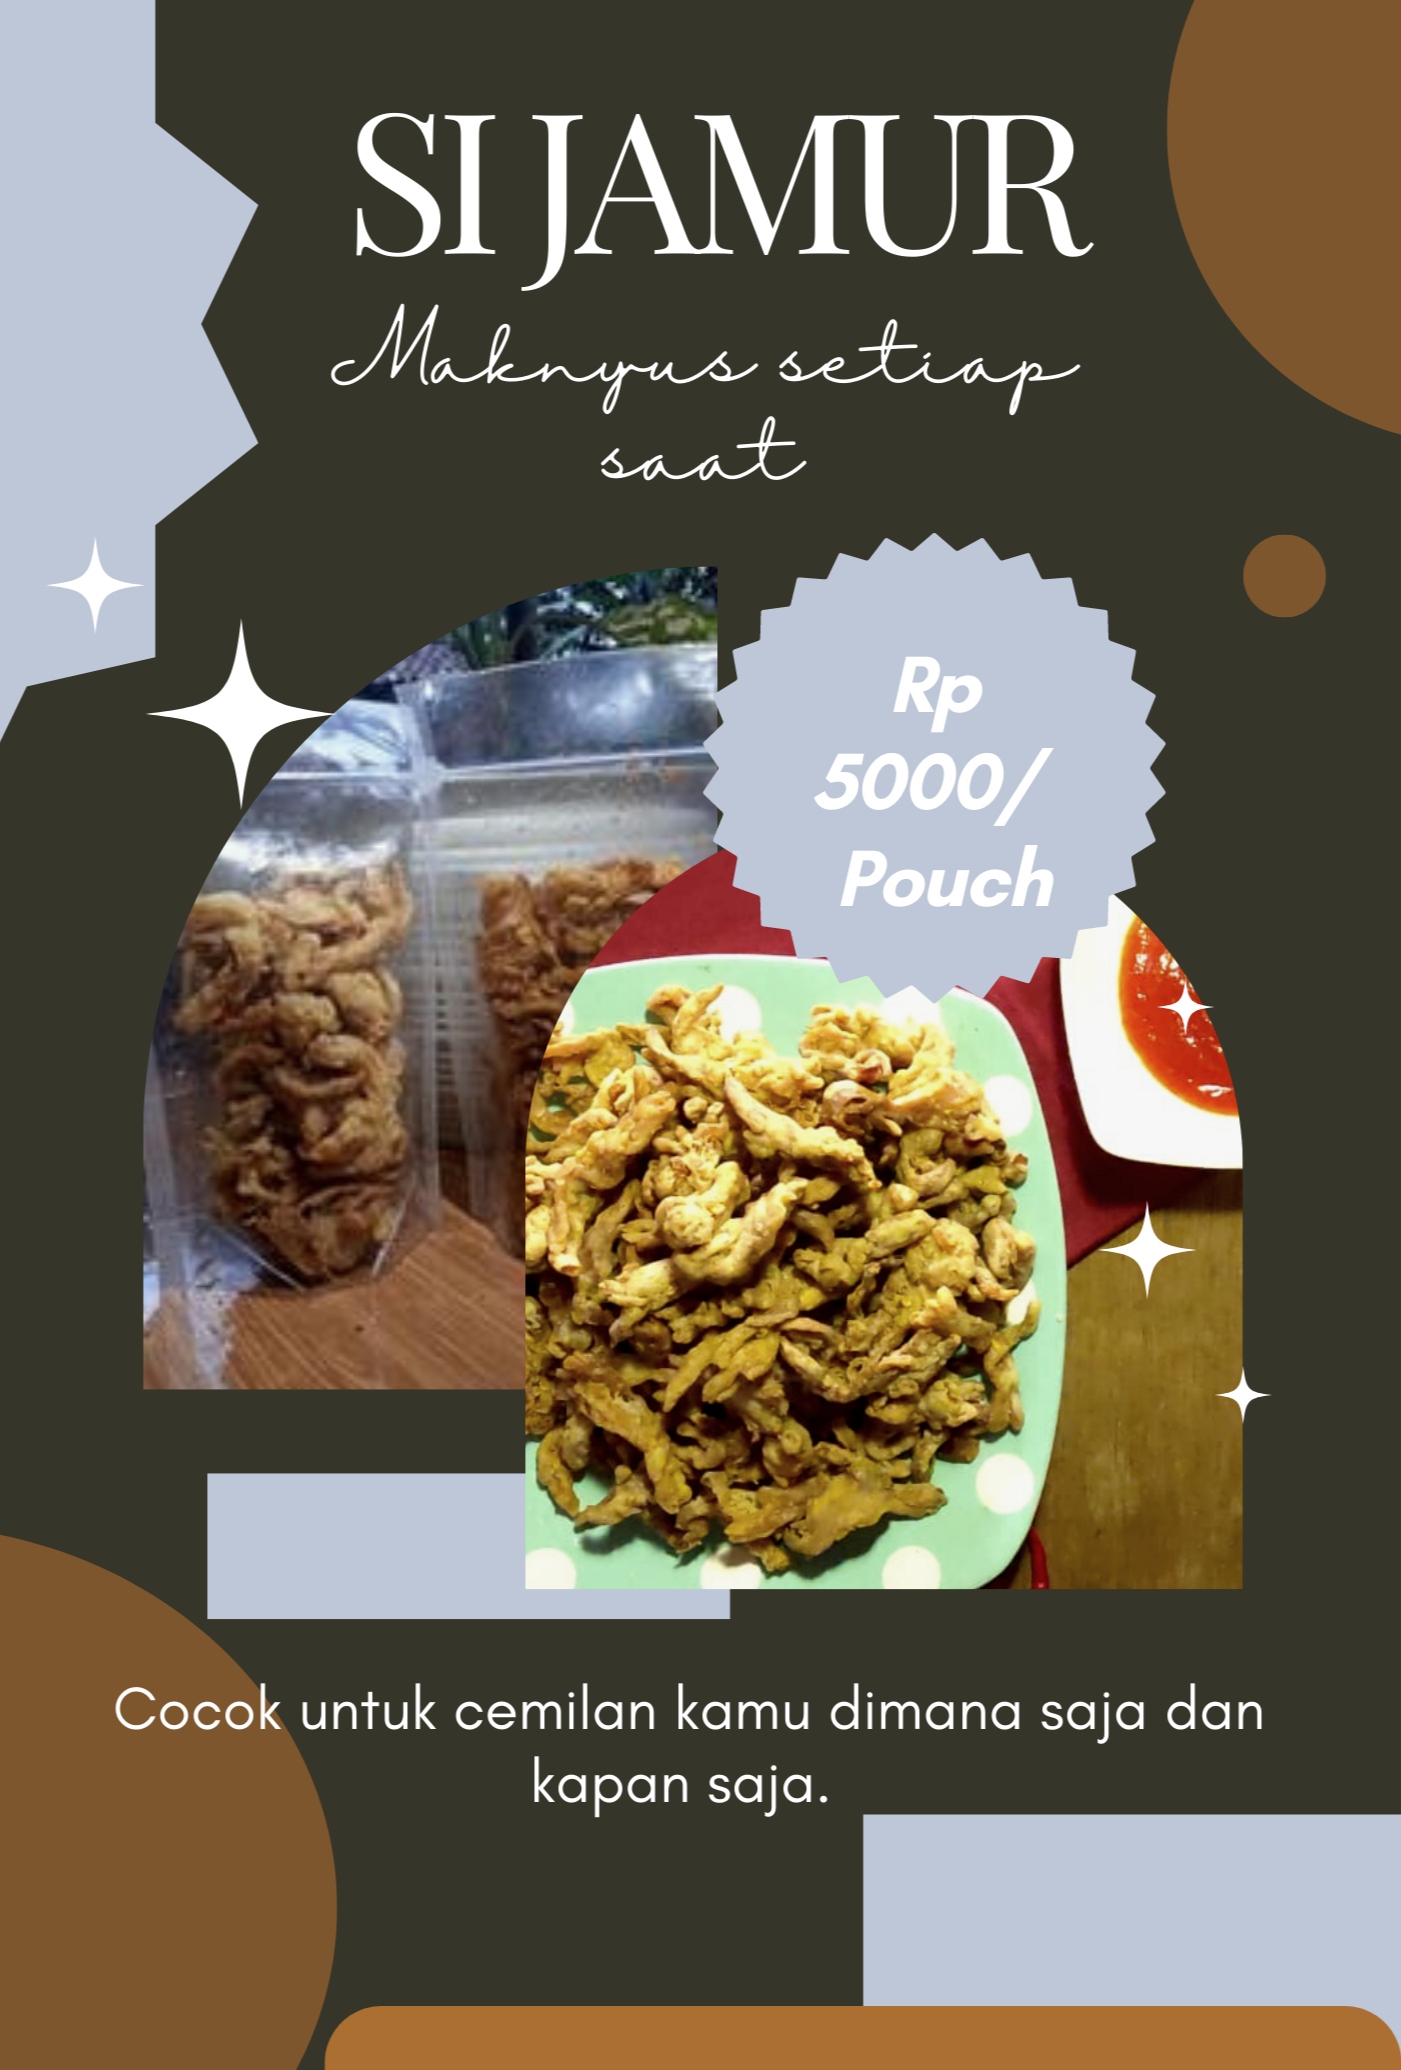 SI JAMUR
Maknyus setiap
saat
Rp
5000/
Pouch
Cocok untuk cemilan kamu dimana saja dan
kapan saja.